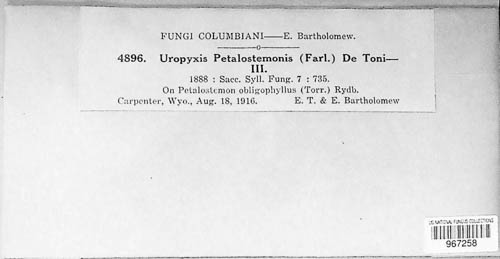 FUNGI COLUMBIANI—E. Bartholomew.
4896. Uropyxis Petalostemonis (Farl.) De Toni—
III.
1888 : Sacc. Syll. Fung. 7 : 735.
On Petalostemon obligophyllus (Torr.) Rydb.
Carpenter, Wyo., Aug. 18, 1916. E. T. & E. Bartholomew
US NATIONAL FUNGUS COLLECTIONS
967258